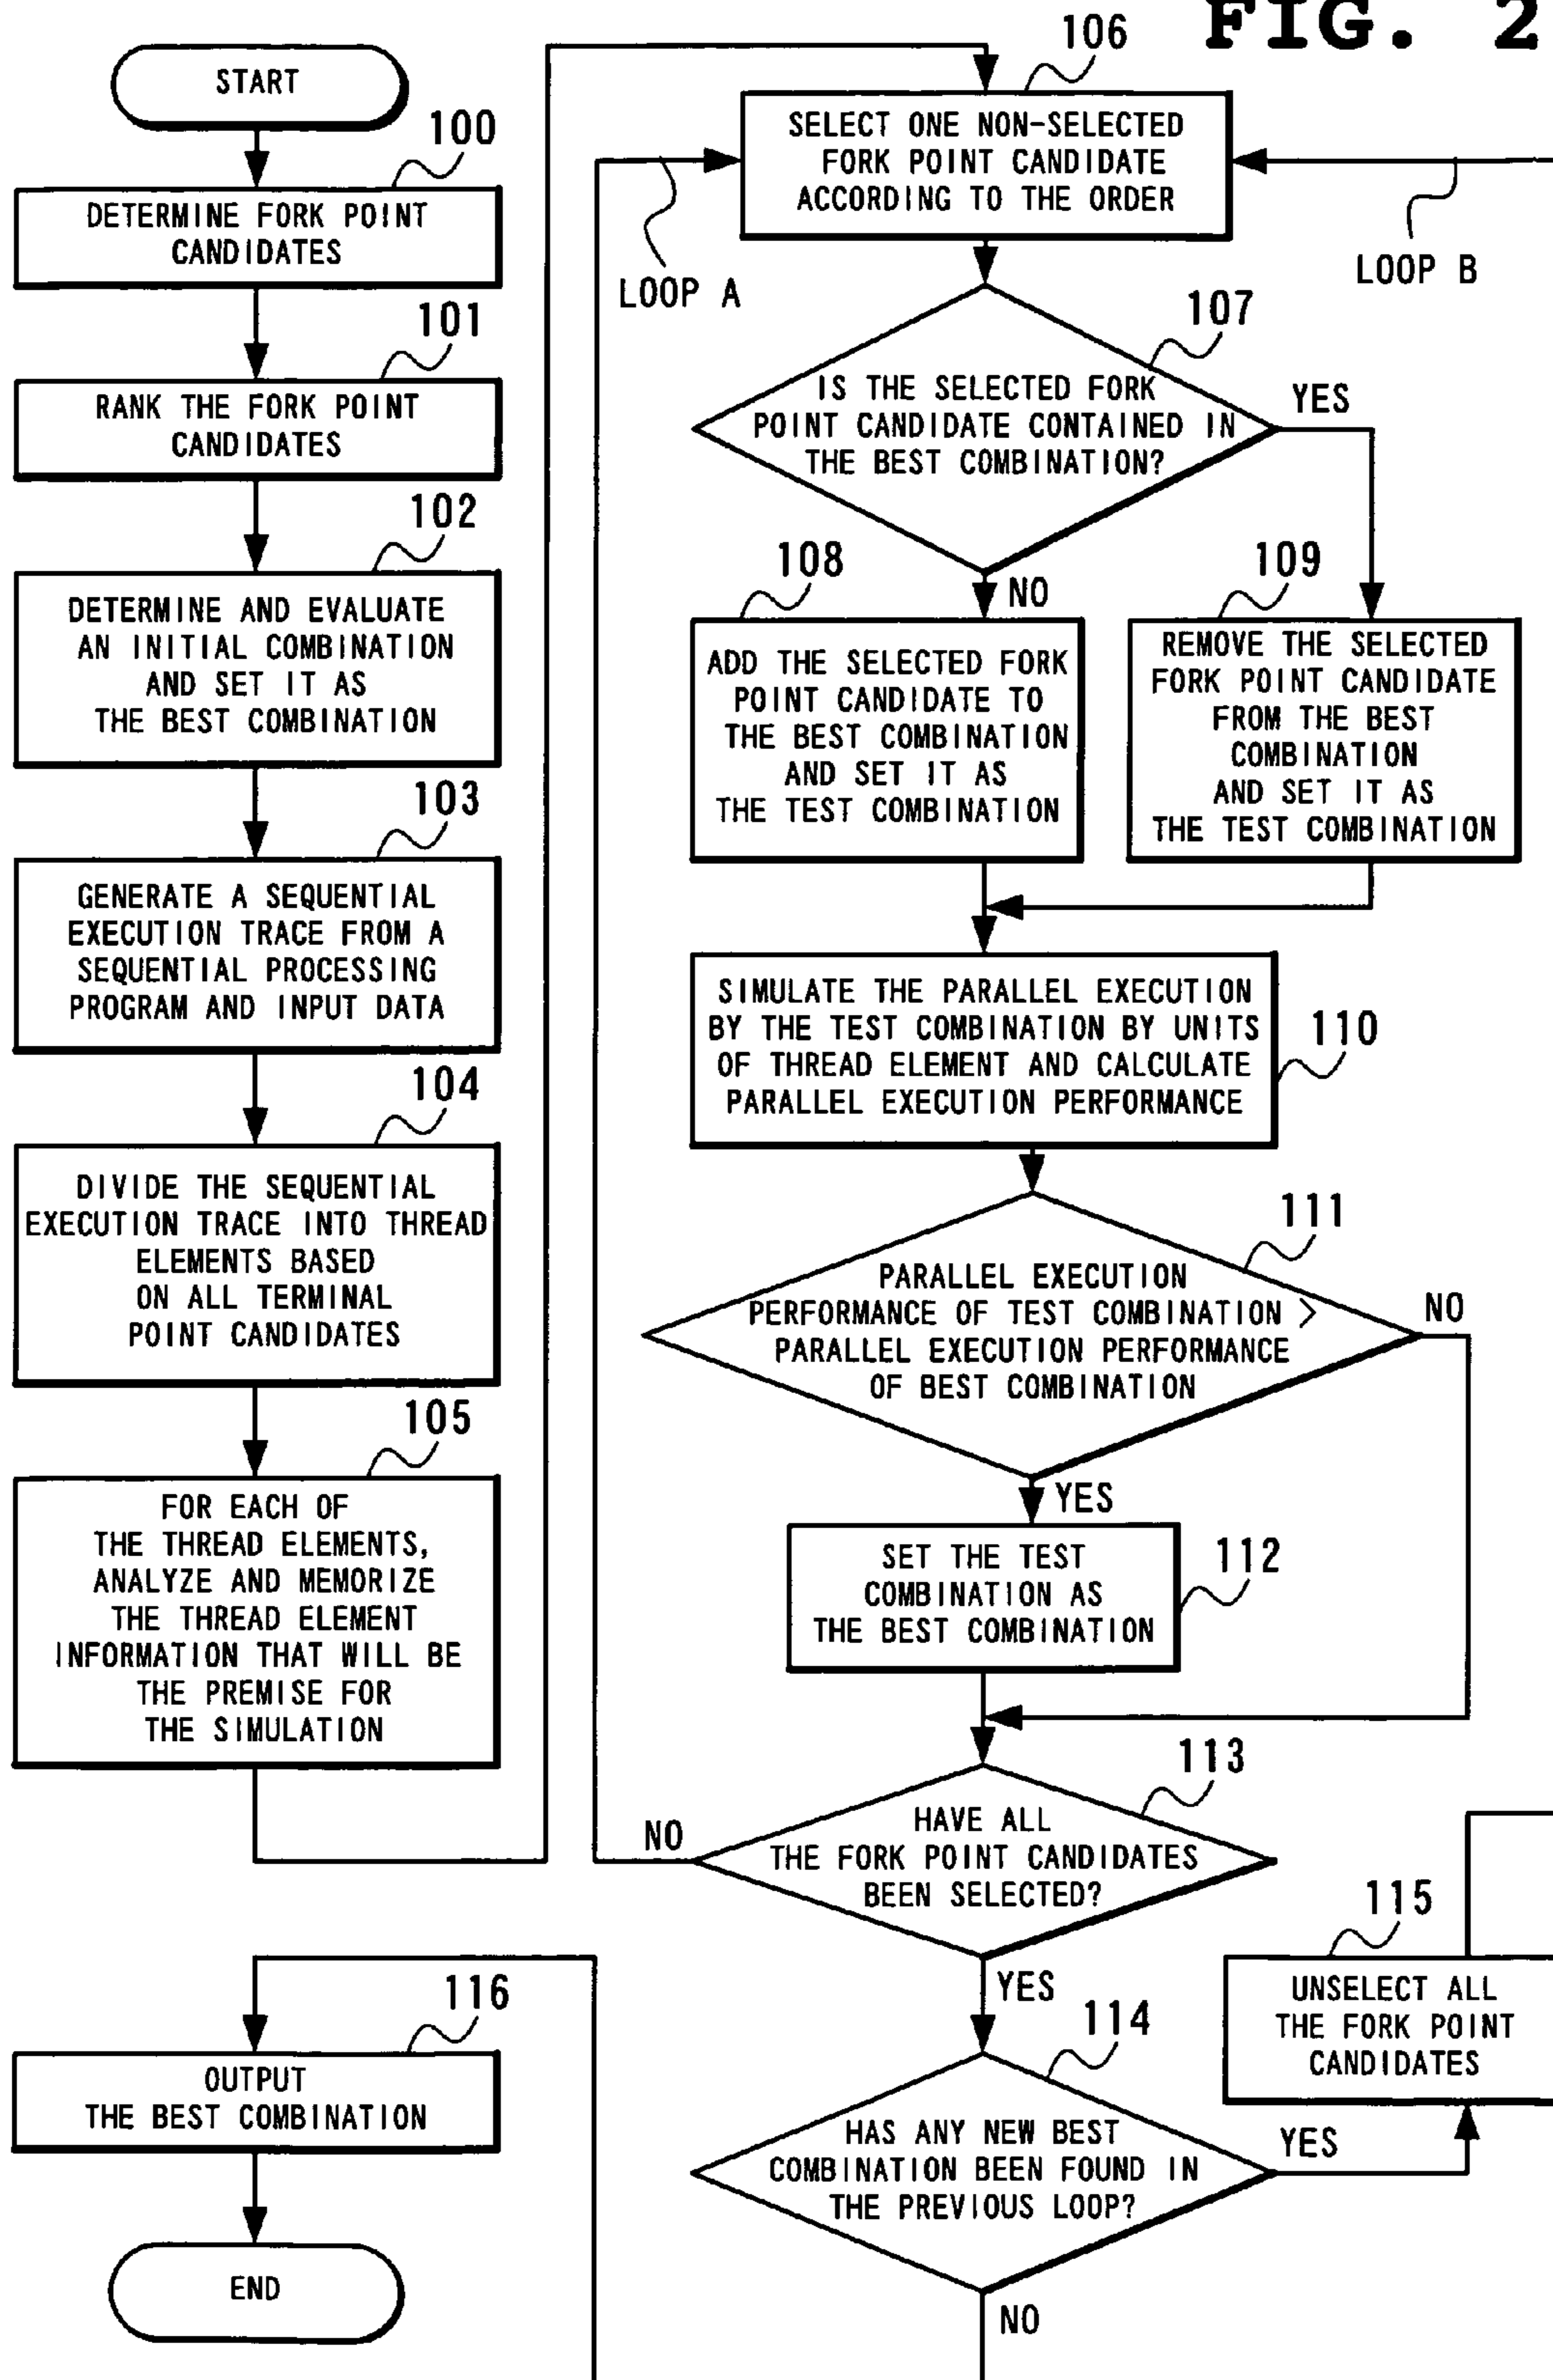 FIG. 2
START
100
DETERMINE FORK POINT
CANDIDATES
101
RANK THE FORK POINT
CANDIDATES
102
DETERMINE AND EVALUATE
AN INITIAL COMBINATION
AND SET IT AS
THE BEST COMBINATION
103
GENERATE A SEQUENTIAL
EXECUTION TRACE FROM A
SEQUENTIAL PROCESSING
PROGRAM AND INPUT DATA
104
DIVIDE THE SEQUENTIAL
EXECUTION TRACE INTO THREAD
ELEMENTS BASED
ON ALL TERMINAL
POINT CANDIDATES
105
FOR EACH OF
THE THREAD ELEMENTS,
ANALYZE AND MEMORIZE
THE THREAD ELEMENT
INFORMATION THAT WILL BE
THE PREMISE FOR
THE SIMULATION
106
SELECT ONE NON-SELECTED
FORK POINT CANDIDATE
ACCORDING TO THE ORDER
LOOP A
LOOP B
107
IS THE SELECTED FORK
POINT CANDIDATE CONTAINED IN
THE BEST COMBINATION?
YES
NO
108
ADD THE SELECTED FORK
POINT CANDIDATE TO
THE BEST COMBINATION
AND SET IT AS
THE TEST COMBINATION
109
REMOVE THE SELECTED
FORK POINT CANDIDATE
FROM THE BEST
COMBINATION
AND SET IT AS
THE TEST COMBINATION
110
SIMULATE THE PARALLEL EXECUTION
BY THE TEST COMBINATION BY UNITS
OF THREAD ELEMENT AND CALCULATE
PARALLEL EXECUTION PERFORMANCE
111
PARALLEL EXECUTION
PERFORMANCE OF TEST COMBINATION >
PARALLEL EXECUTION PERFORMANCE
OF BEST COMBINATION
NO
YES
112
SET THE TEST
COMBINATION AS
THE BEST COMBINATION
113
HAVE ALL
THE FORK POINT CANDIDATES
BEEN SELECTED?
NO
YES
114
HAS ANY NEW BEST
COMBINATION BEEN FOUND IN
THE PREVIOUS LOOP?
YES
NO
115
UNSELECT ALL
THE FORK POINT
CANDIDATES
116
OUTPUT
THE BEST COMBINATION
END